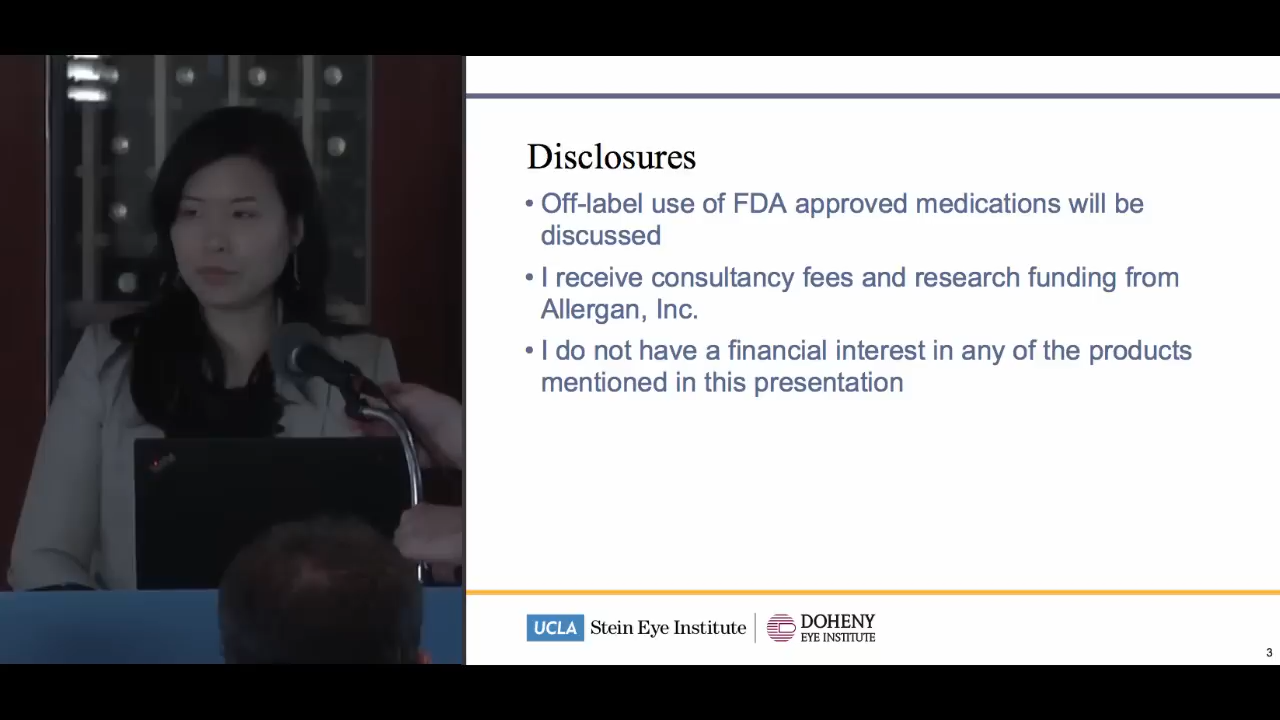 Disclosures
• Off-label use of FDA approved medications will be
discussed
• I receive consultancy fees and research funding from
Allergan, Inc.
• I do not have a financial interest in any of the products
mentioned in this presentation
UCLA Stein Eye Institute
DOHENY
EYE INSTITUTE
3